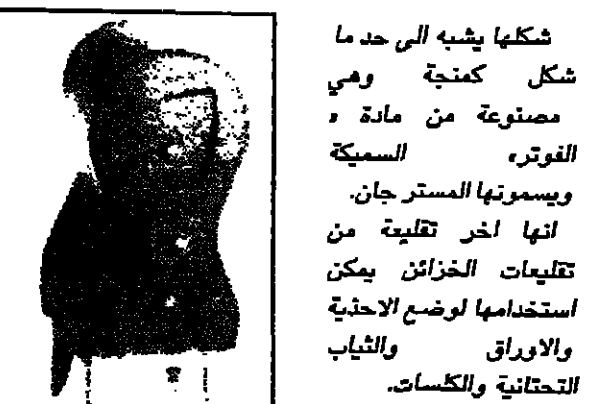 شكلها يشبه الى حد ما
شكل كمنجة وهي
مصنوعة من مادة «
الفوتر» السميكة
ويسمونها المستر جان.
انها اخر تقليعة من
تقليعات الخزائن يمكن
استخدامها لوضع الاحذية
والاوراق والثياب
التحتانية والكلسات.